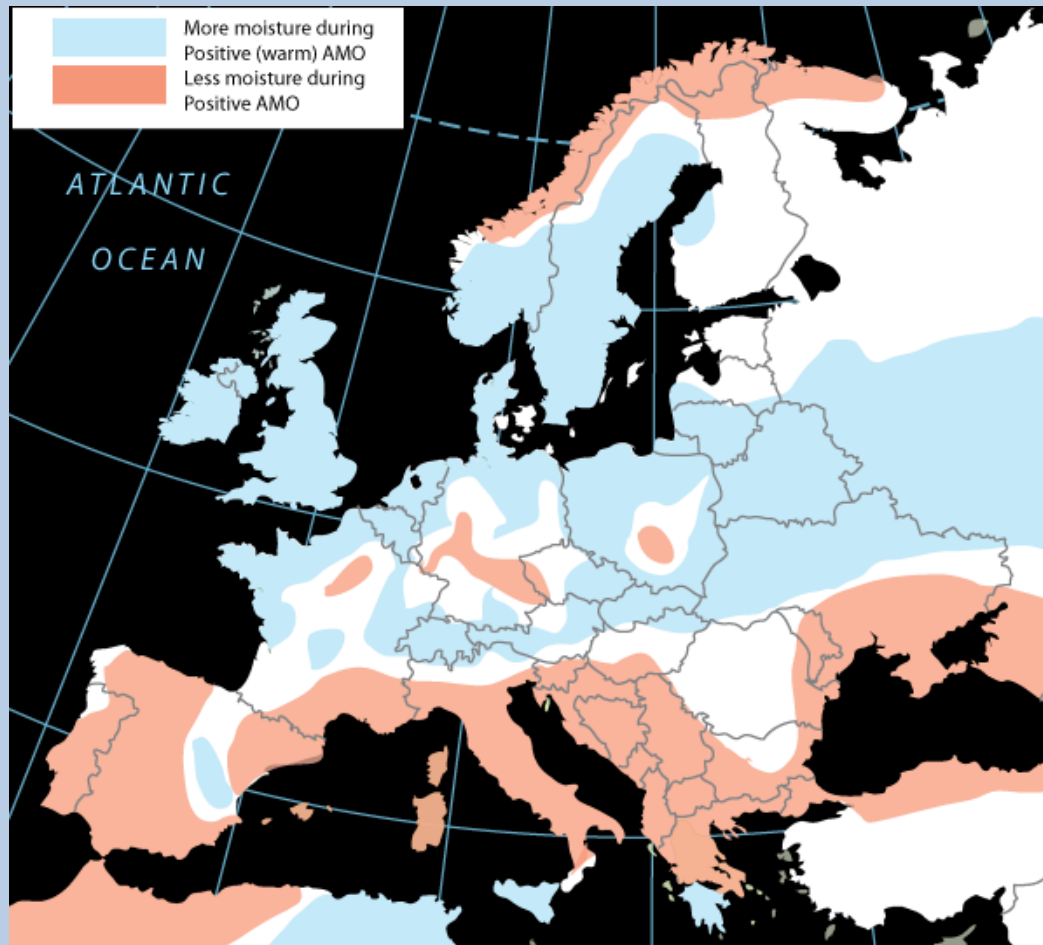 More moisture during
Positive (warm) AMO
Less moisture during
Positive AMO
ATLANTIC
OCEAN